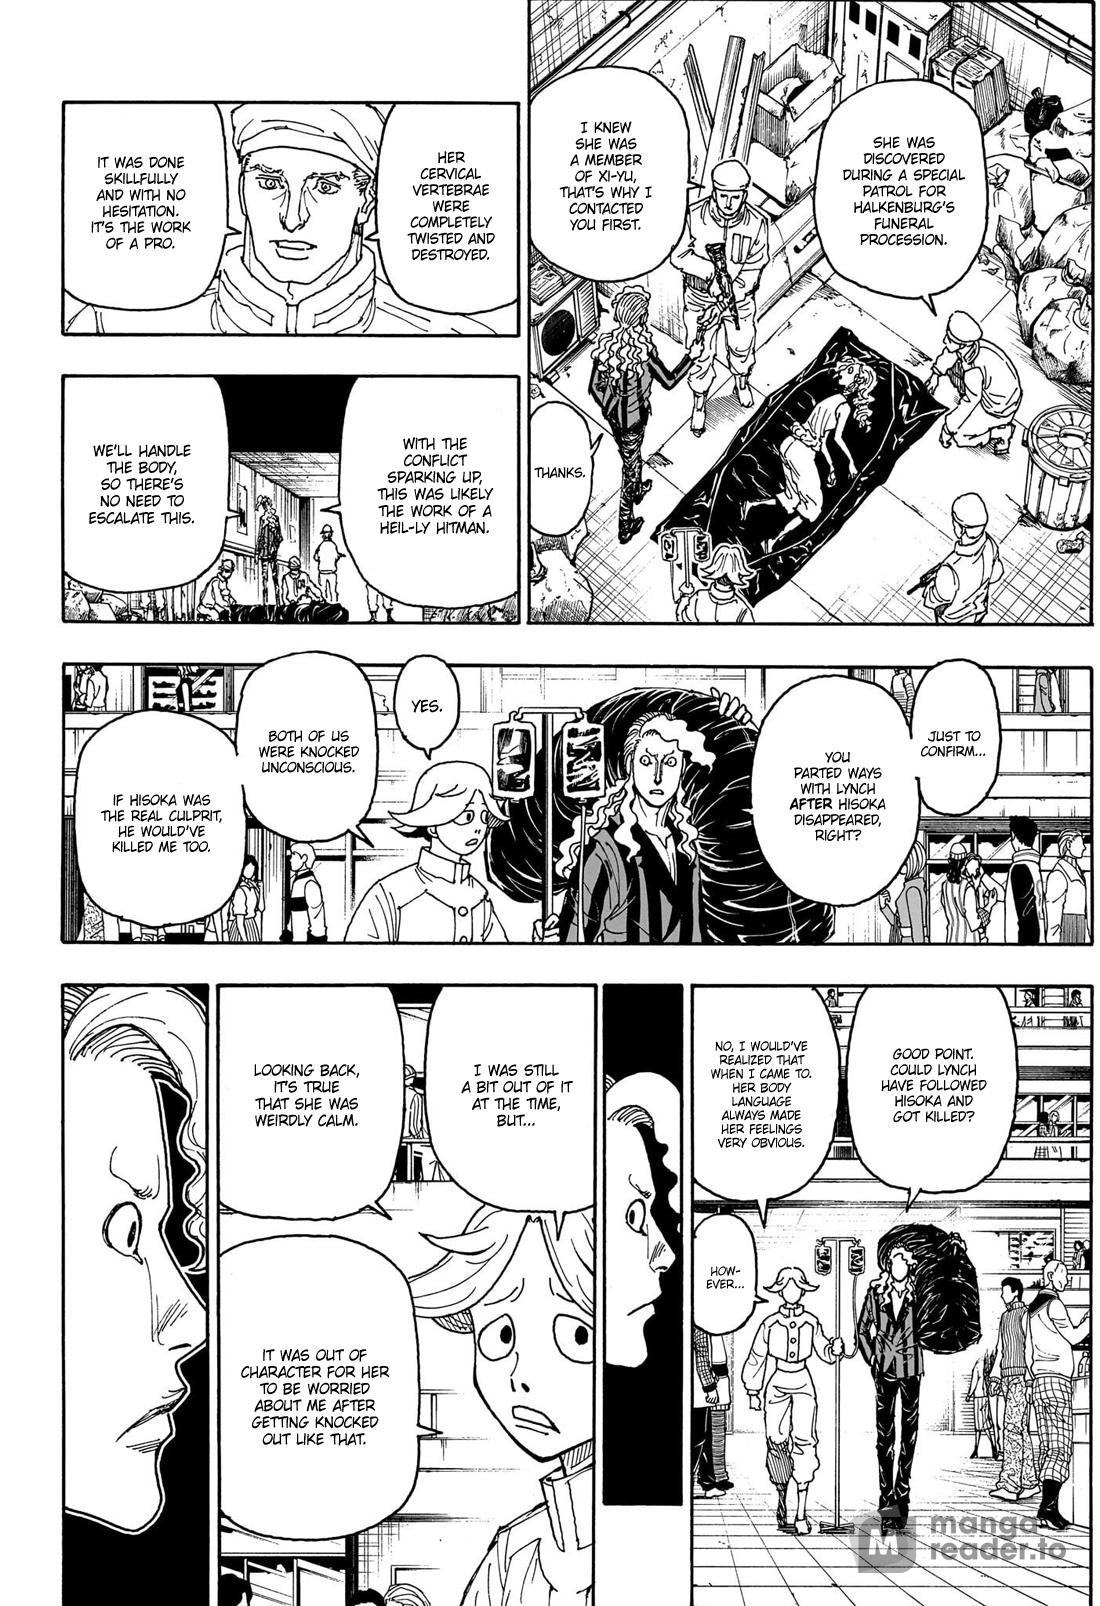 SHE WAS
DISCOVERED
DURING A SPECIAL
PATROL FOR
HALKENBURG'S
FUNERAL
PROCESSION.
I KNEW
SHE WAS
A MEMBER
OF XI-YU,
THAT'S WHY I
CONTACTED
YOU FIRST.
THANKS.
HER
CERVICAL
VERTEBRAE
WERE
COMPLETELY
TWISTED AND
DESTROYED.
IT WAS DONE
SKILLFULLY
AND WITH NO
HESITATION.
IT'S THE WORK
OF A PRO.
WITH THE
CONFLICT
SPARKING UP,
THIS WAS LIKELY
THE WORK OF A
HEIL-LY HITMAN.
WE'LL HANDLE
THE BODY,
SO THERE'S
NO NEED TO
ESCALATE THIS.
JUST TO
CONFIRM...
YOU
PARTED WAYS
WITH LYNCH
AFTER HISOKA
DISAPPEARED,
RIGHT?
YES.
BOTH OF US
WERE KNOCKED
UNCONSCIOUS.
IF HISOKA WAS
THE REAL CULPRIT,
HE WOULD'VE
KILLED ME TOO.
GOOD POINT.
COULD LYNCH
HAVE FOLLOWED
HISOKA AND
GOT KILLED?
NO, I WOULD'VE
REALIZED THAT
WHEN I CAME TO.
HER BODY
LANGUAGE
ALWAYS MADE
HER FEELINGS
VERY OBVIOUS.
HOW-
EVER...
I WAS STILL
A BIT OUT OF IT
AT THE TIME,
BUT...
LOOKING BACK,
IT'S TRUE
THAT SHE WAS
WEIRDLY CALM.
IT WAS OUT OF
CHARACTER FOR HER
TO BE WORRIED
ABOUT ME AFTER
GETTING KNOCKED
OUT LIKE THAT.
M
manga
reader.to